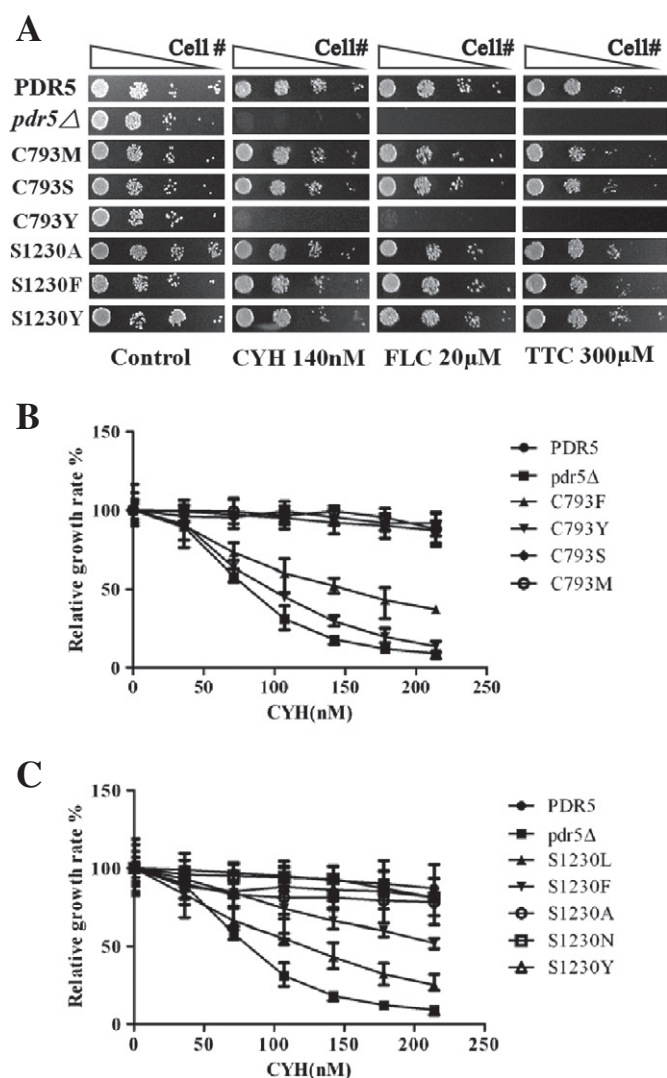 A
Cell # Cell# Cell# Cell#
PDR5
pdr5△
C793M
C793S
C793Y
S1230A
S1230F
S1230Y
Control CYH 140nM FLC 20μM TTC 300μM
B
Relative growth rate %
150
100
50
0
0 50 100 150 200 250
CYH(nM)
PDR5
pdr5Δ
C793F
C793Y
C793S
C793M
C
Relative growth rate %
150
100
50
0
0 50 100 150 200 250
CYH(nM)
PDR5
pdr5Δ
S1230L
S1230F
S1230A
S1230N
S1230Y